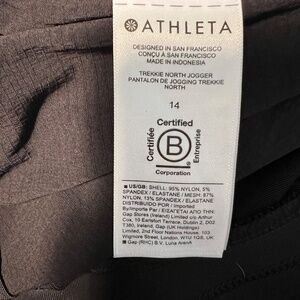 ATHLETA
DESIGNED IN SAN FRANCISCO
CONÇU À SAN FRANCISCO
MADE IN INDONESIA
TREKKIE NORTH JOGGER
PANTALON DE JOGGING TREKKIE
NORTH
14
Certified
Certifiée
B
Entreprise
Corporation
■ US/GB: SHELL: 95% NYLON, 5%
SPANDEX / ELASTANE / MESH: 87%
NYLON, 13% SPANDEX / ELASTANE
DISTRIBUIDO POR / Imported
By/Importe Par / ΕΙΣΑΓΕΤΑΙ ΑΠΟ ΤΗΝ:
Gap Stores (Ireland) Limited c/o Arthur
Cox, 10 Earlsfort Terrace, Dublin 2, D02
T380, Ireland, Gap (UK Holdings)
Limited, 2nd Floor Nations House, 103
Wigmore Street, London, W1U 1QS, UK
■ Gap (RHC) B.V. Luna Arena